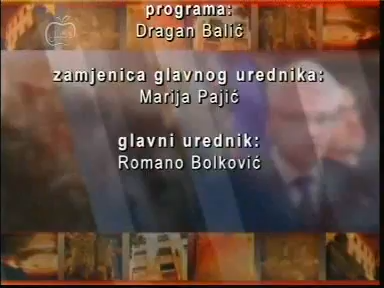 programa:
Dragan Balić
zamjenica glavnog urednika:
Marija Pajić
glavni urednik:
Romano Bolković